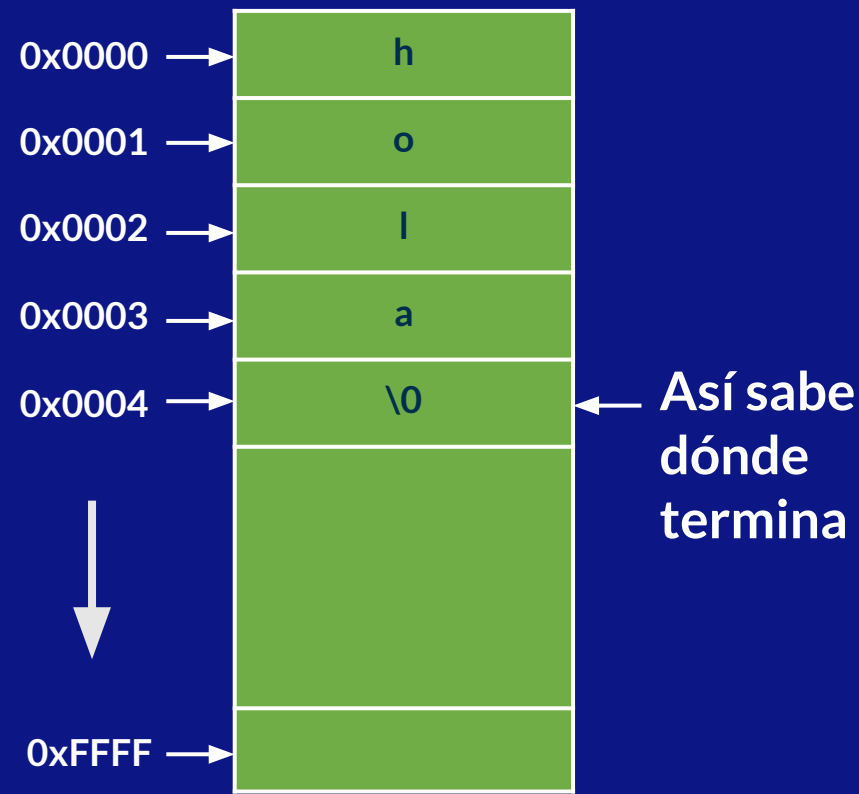 0x0000 h
0x0001 o
0x0002 l
0x0003 a
0x0004 \0
Así sabe
dónde
termina
0xFFFF